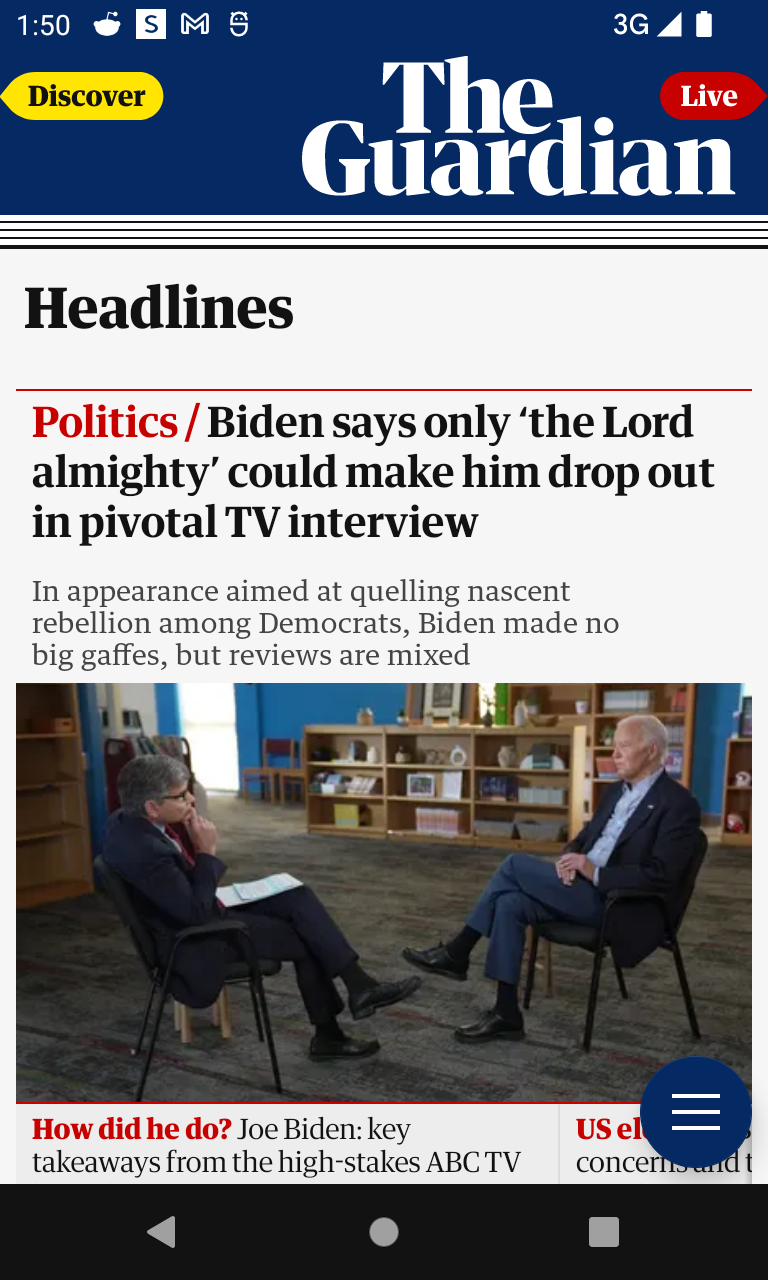 1:50
S
3G
Discover
The
Guardian
Live
Headlines
Politics / Biden says only ‘the Lord
almighty’ could make him drop out
in pivotal TV interview
In appearance aimed at quelling nascent
rebellion among Democrats, Biden made no
big gaffes, but reviews are mixed
How did he do? Joe Biden: key
takeaways from the high-stakes ABC TV
US
concerns and